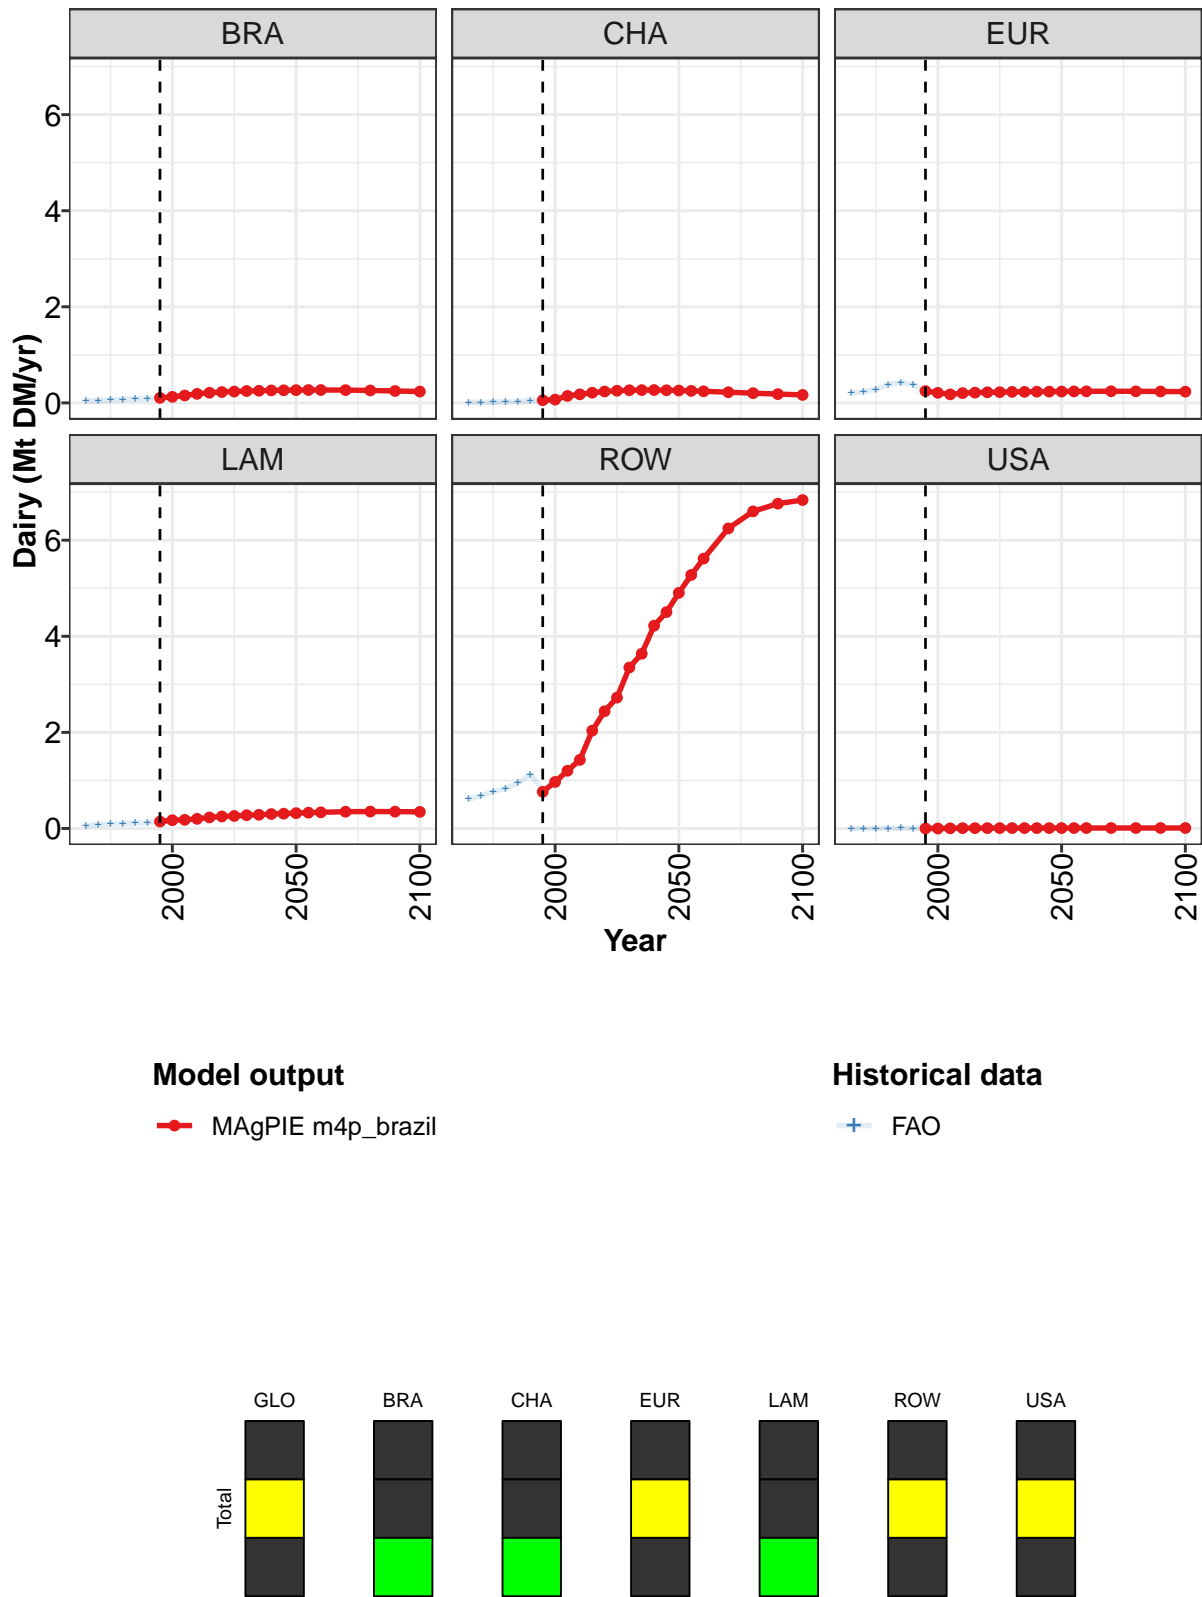 BRA CHA EUR
6
4
2
0
LAM ROW USA
6
4
2
0
Dairy (Mt DM/yr)
2000 2050 2100 2000 2050 2100 2000 2050 2100
Year
Model output Historical data
MAgPIE m4p_brazil FAO
GLO BRA CHA EUR LAM ROW USA
Total